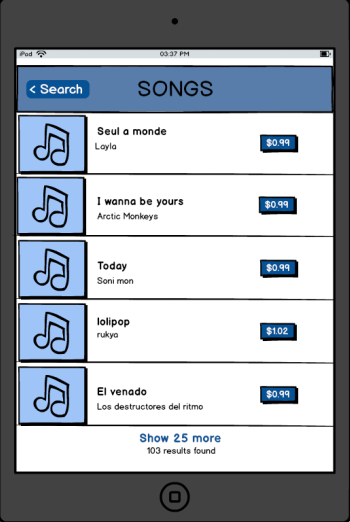 iPod
03:37 PM
< Search
SONGS
Seul a monde
Layla
$0.99
I wanna be yours
Arctic Monkeys
$0.99
Today
Soni mon
$0.99
lolipop
rukya
$1.02
El venado
Los destructores del ritmo
$0.99
Show 25 more
103 results found